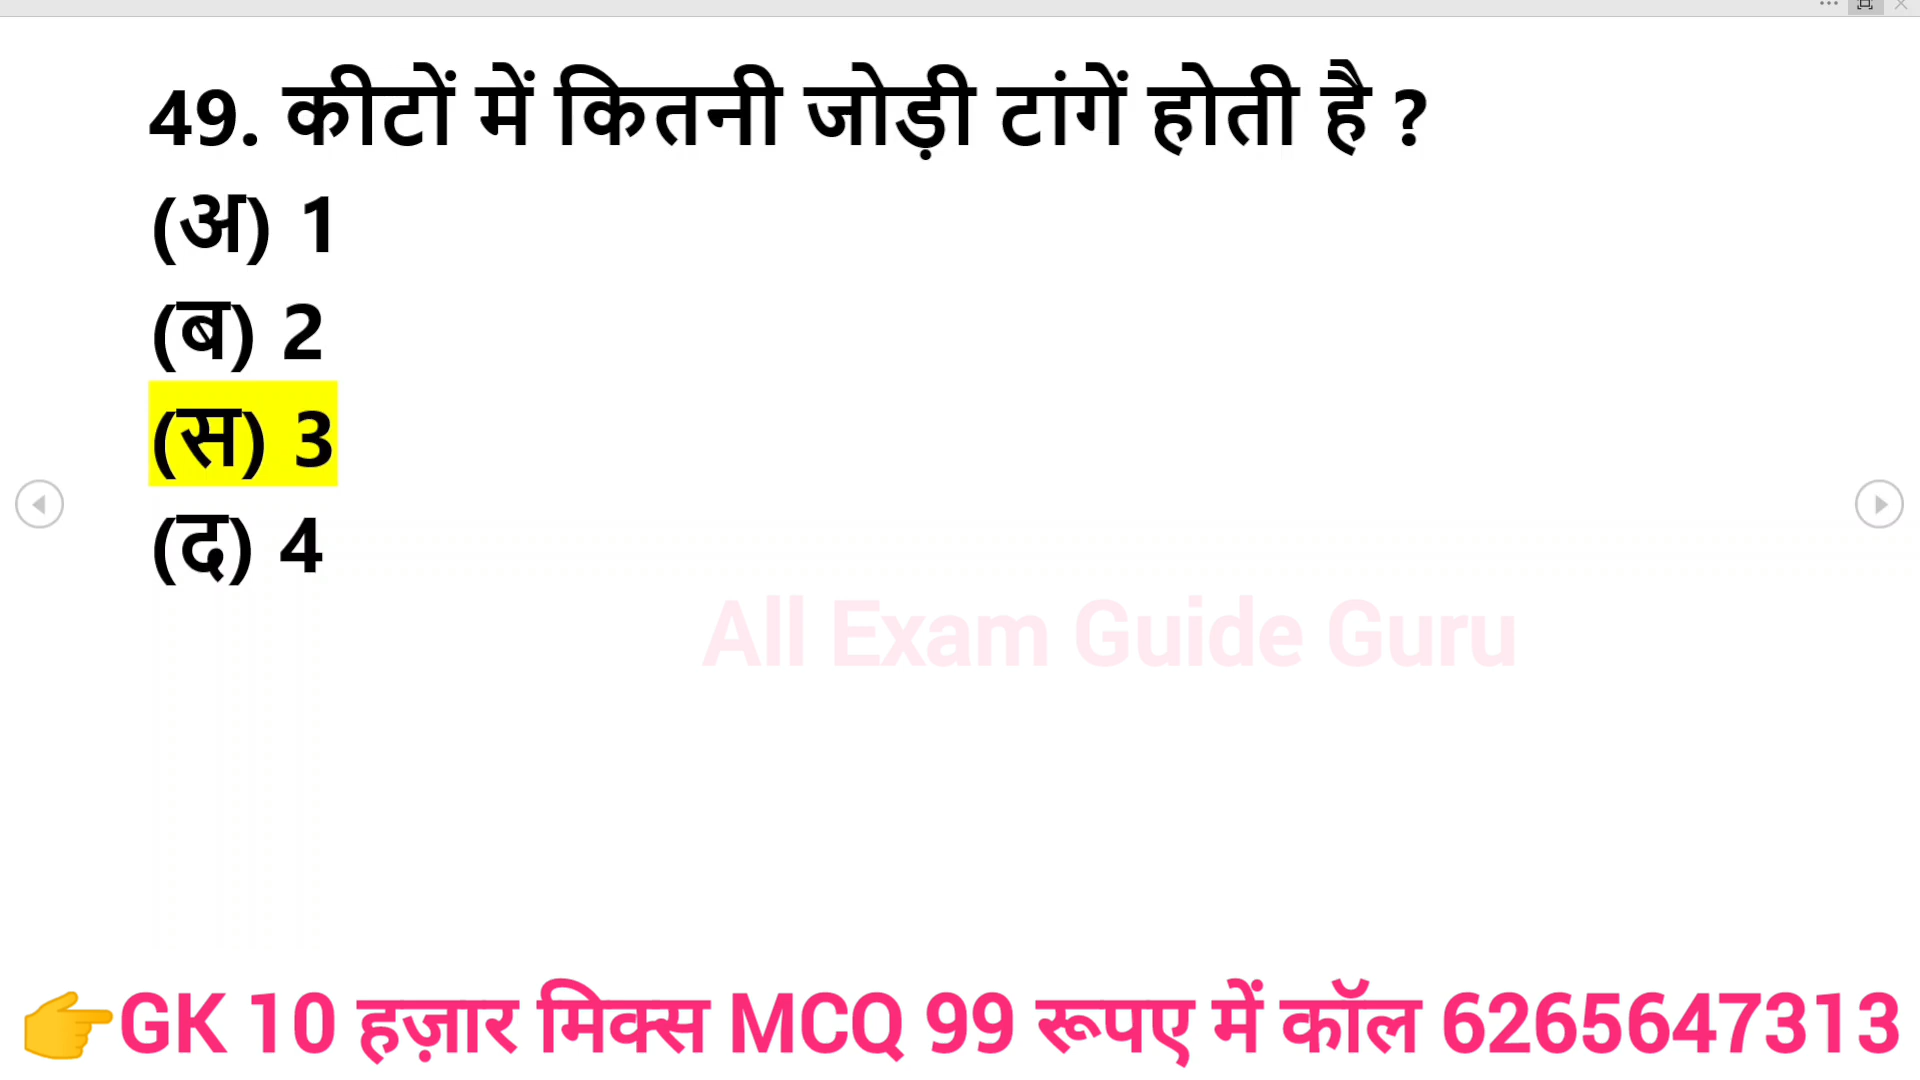 49. कीटों में कितनी जोड़ी टांगें होती है ?
(अ) 1
(ब) 2
(स) 3
(द) 4
All Exam Guide Guru
👉GK 10 हज़ार मिक्स MCQ 99 रूपए में कॉल 6265647313